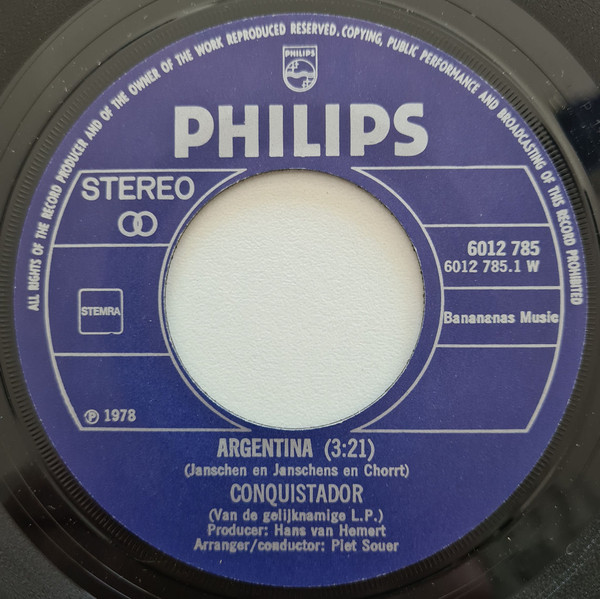 ALL RIGHTS OF THE RECORD PRODUCER AND OF THE OWNER OF THE WORK REPRODUCED RESERVED. COPYING, PUBLIC PERFORMANCE AND BROADCASTING OF THIS RECORD PROHIBITED
PHILIPS
PHILIPS
STEREO
6012 785
6012 785.1 W
STEMRA
Banananas Music
℗ 1978
ARGENTINA (3:21)
(Janschen en Janschens en Chorrt)
CONQUISTADOR
(Van de gelijknamige L.P.)
Producer: Hans van Hemert
Arranger/conductor: Piet Souer